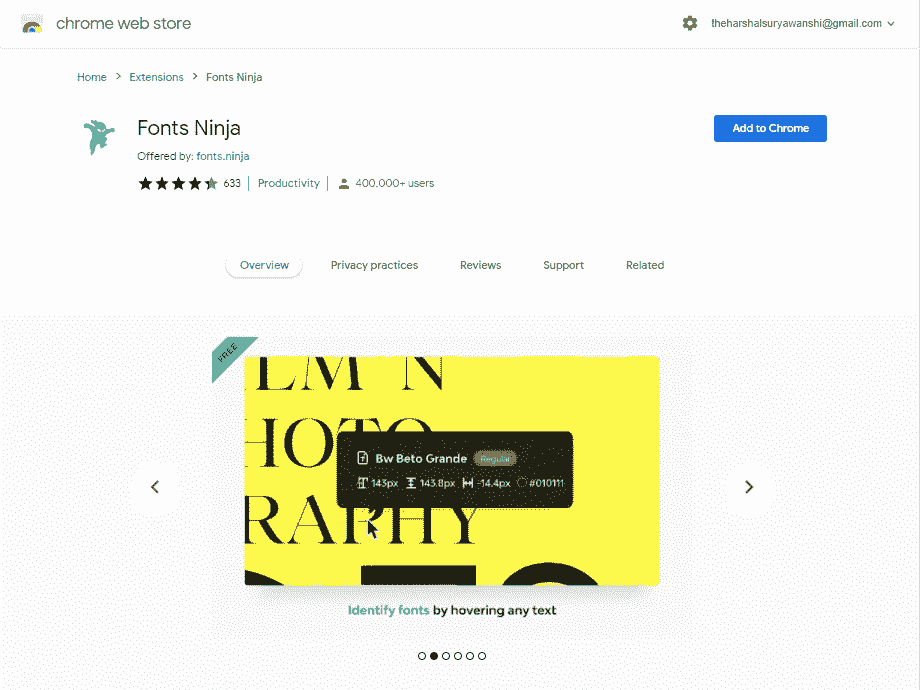 chrome web store
theharshalsuryawanshi@gmail.com
Home > Extensions > Fonts Ninja
Fonts Ninja
Add to Chrome
Offered by: fonts.ninja
633 Productivity 400,000+ users
Overview Privacy practices Reviews Support Related
FREE
LM N
HOTO
Bw Beto Grande Regular
143px 143.8px -14.4px #010111
RAPHY
Identify fonts by hovering any text